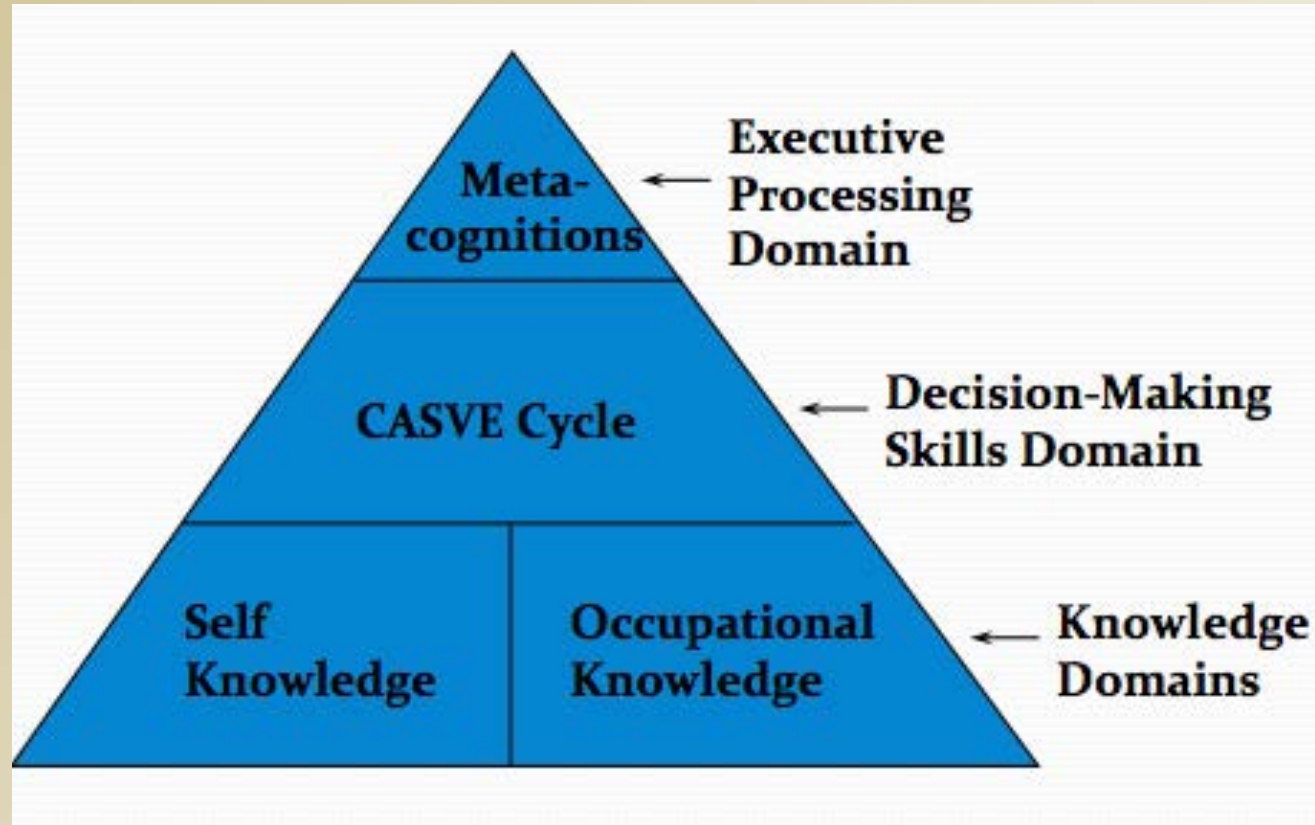 Meta-
cognitions
Executive
Processing
Domain
CASVE Cycle
Decision-Making
Skills Domain
Self
Knowledge
Occupational
Knowledge
Knowledge
Domains